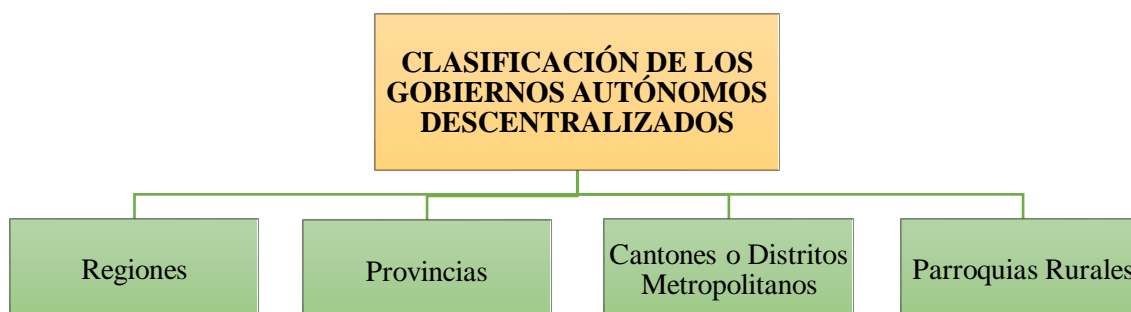 CLASIFICACIÓN DE LOS
GOBIERNOS AUTÓNOMOS
DESCENTRALIZADOS
Regiones
Provincias
Cantones o Distritos
Metropolitanos
Parroquias Rurales